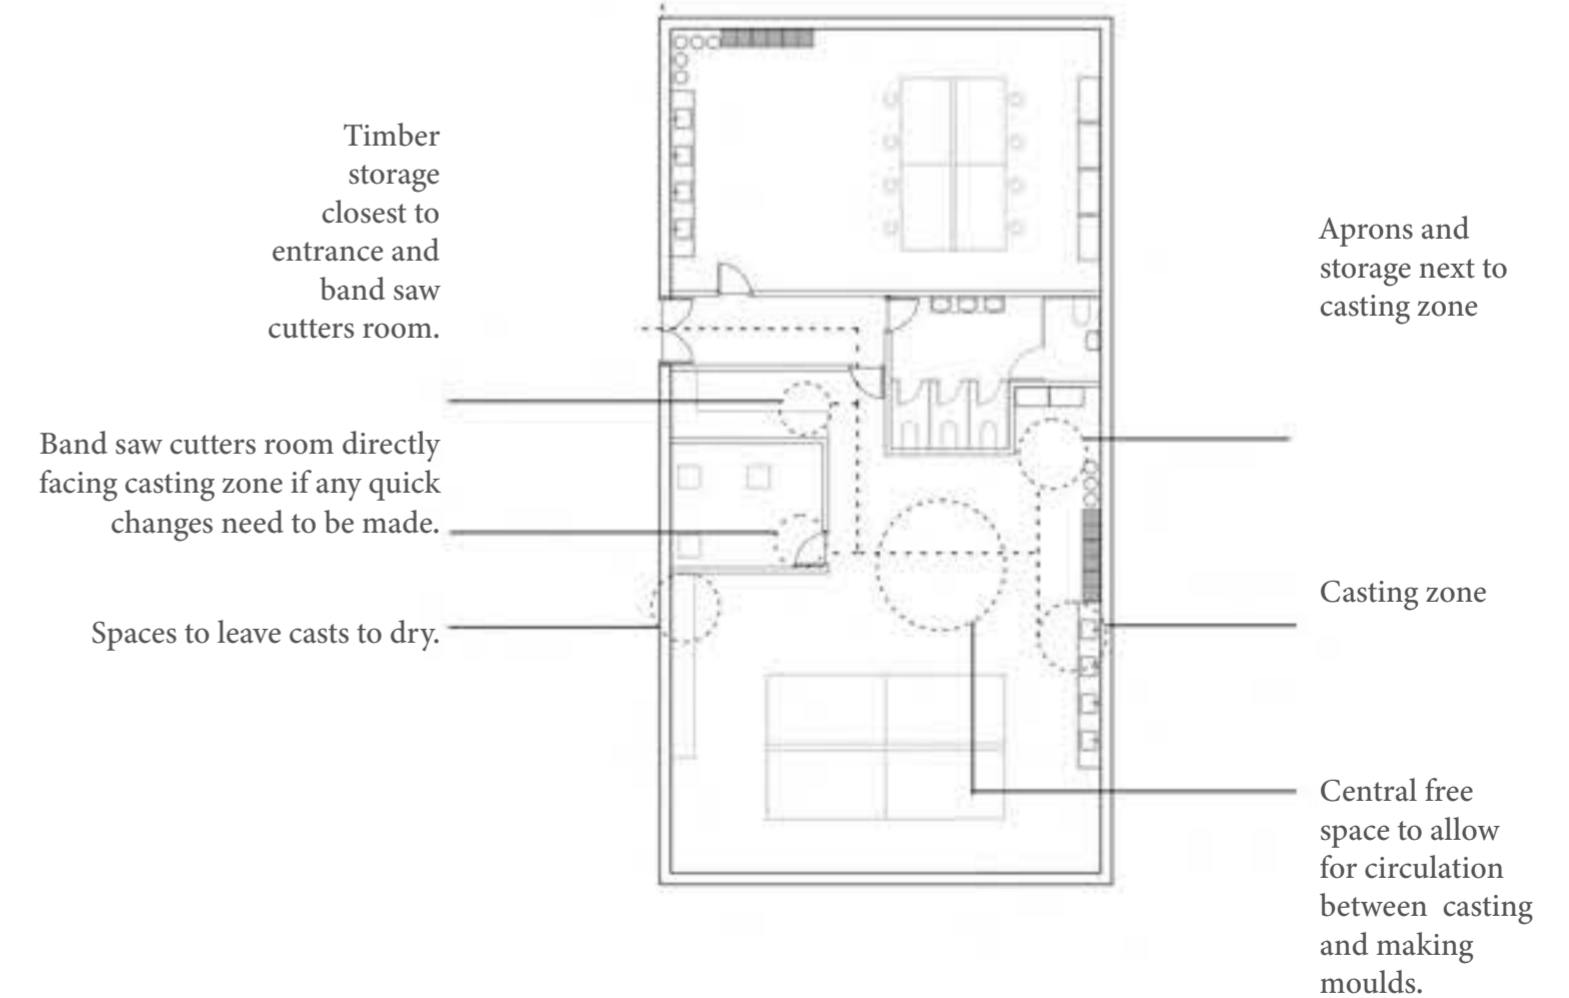 Timber
storage
closest to
entrance and
band saw
cutters room.
Band saw cutters room directly
facing casting zone if any quick
changes need to be made.
Spaces to leave casts to dry.
Aprons and
storage next to
casting zone
Casting zone
Central free
space to allow
for circulation
between casting
and making
moulds.